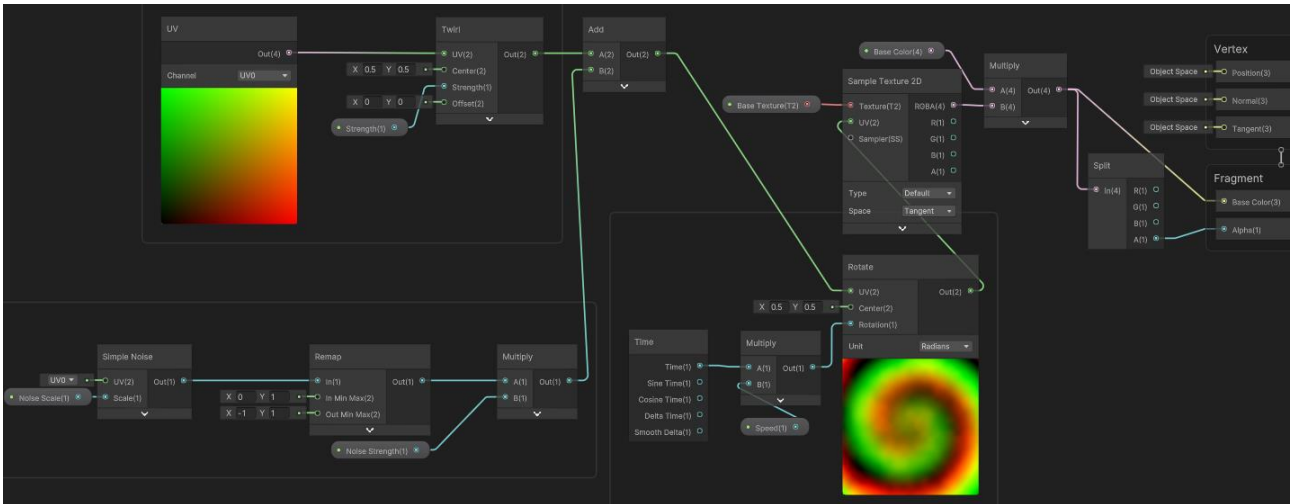 UV
Out(4)
Channel UV0
Twirl
UV(2) Out(2)
X 0.5 Y 0.5 Center(2)
Strength(1)
X 0 Y 0 Offset(2)
Strength(1)
Add
A(2) Out(2)
B(2)
Base Color(4)
Sample Texture 2D
Base Texture(T2)
Texture(T2) RGBA(4)
UV(2) R(1)
Sampler(SS) G(1)
B(1)
A(1)
Type Default
Space Tangent
Multiply
A(4) Out(4)
B(4)
Split
In(4) R(1)
G(1)
B(1)
A(1)
Vertex
Object Space Position(3)
Object Space Normal(3)
Object Space Tangent(3)
Fragment
Base Color(3)
Alpha(1)
Simple Noise
UV0 UV(2) Out(1)
Noise Scale(1) Scale(1)
Remap
In(1) Out(1)
X 0 Y 1 In Min Max(2)
X -1 Y 1 Out Min Max(2)
Noise Strength(1)
Multiply
A(1) Out(1)
B(1)
Time
Time(1)
Sine Time(1)
Cosine Time(1)
Delta Time(1)
Smooth Delta(1)
Multiply
A(1) Out(1)
B(1)
Speed(1)
Rotate
UV(2) Out(2)
X 0.5 Y 0.5 Center(2)
Rotation(1)
Unit Radians